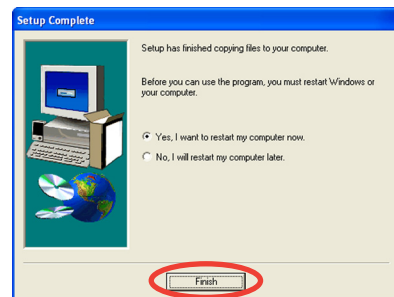 Setup Complete
Setup has finished copying files to your computer.
Before you can use the program, you must restart Windows or
your computer.
Yes, I want to restart my computer now.
No, I will restart my computer later.
Finish